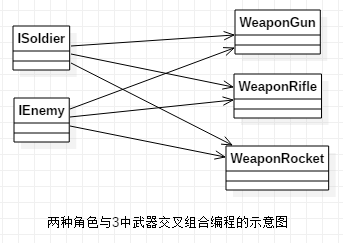 WeaponGun
ISoldier
WeaponRifle
IEnemy
WeaponRocket
两种角色与3中武器交叉组合编程的示意图